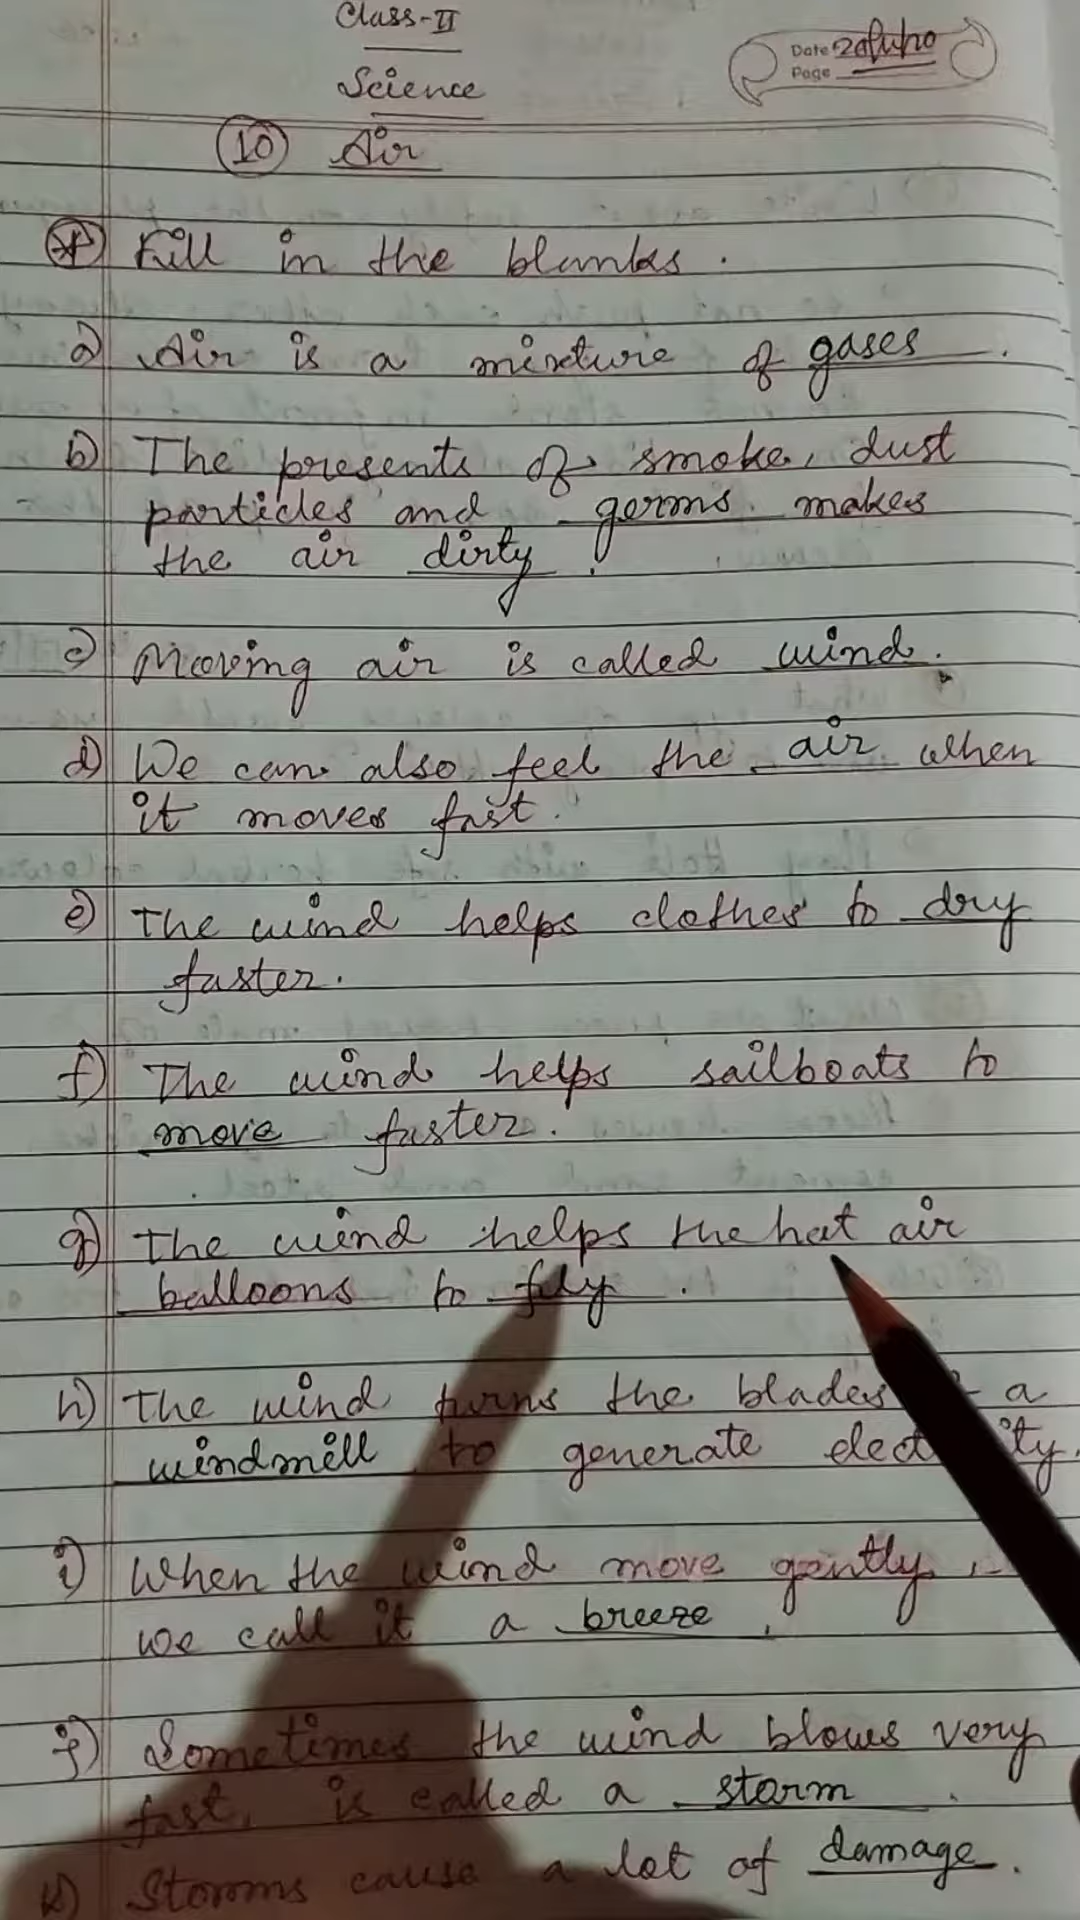 Class-II
Date
Page
Science
10 Air
Fill in the blanks.
a) Air is a mixture of gases.
b) The presents of smoke, dust
particles and germs makes
the air dirty.
c) Moving air is called wind.
d) We can also feel the air when
it moves fast.
e) The wind helps clothes to dry
faster.
f) The wind helps sailboats to
move faster.
g) The wind helps the hot air
balloons to fly.
h) The wind turns the blades a
windmill to generate
i) When the wind move gently,
we call it a breeze.
j) Sometimes the wind blows very
fast, is called a storm.
k) Storms cause a lot of damage.